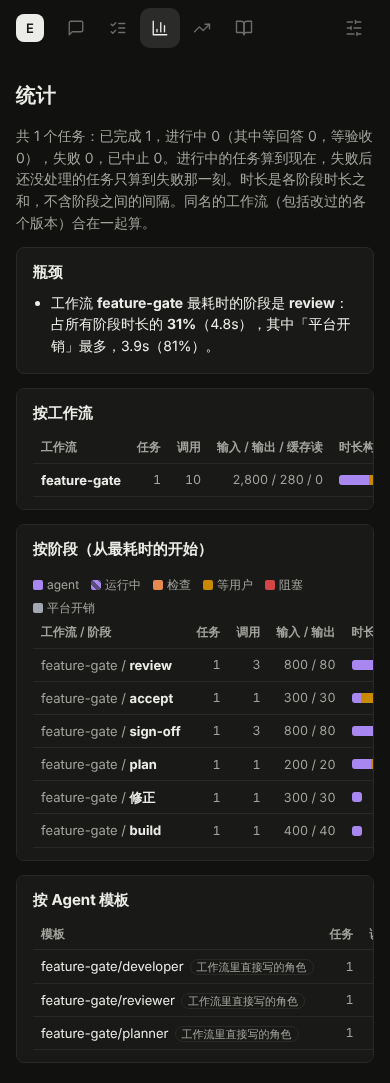 E
统计
共 1 个任务：已完成 1，进行中 0（其中等回答 0，等验收
0），失败 0，已中止 0。进行中的任务算到现在，失败后
还没处理的任务只算到失败那一刻。时长是各阶段时长之
和，不含阶段之间的间隔。同名的工作流（包括改过的各
个版本）合在一起算。
瓶颈
• 工作流 feature-gate 最耗时的阶段是 review：
占所有阶段时长的 31%（4.8s），其中「平台开
销」最多，3.9s（81%）。
按工作流
工作流 任务 调用 输入 / 输出 / 缓存读 时长
feature-gate 1 10 2,800 / 280 / 0
按阶段（从最耗时的开始）
agent 运行中 检查 等用户 阻塞
平台开销
工作流 / 阶段 任务 调用 输入 / 输出 时长
feature-gate / review 1 3 800 / 80
feature-gate / accept 1 1 300 / 30
feature-gate / sign-off 1 3 800 / 80
feature-gate / plan 1 1 200 / 20
feature-gate / 修正 1 1 300 / 30
feature-gate / build 1 1 400 / 40
按 Agent 模板
模板 任务
feature-gate/developer 工作流里直接写的角色 1
feature-gate/reviewer 工作流里直接写的角色 1
feature-gate/planner 工作流里直接写的角色 1